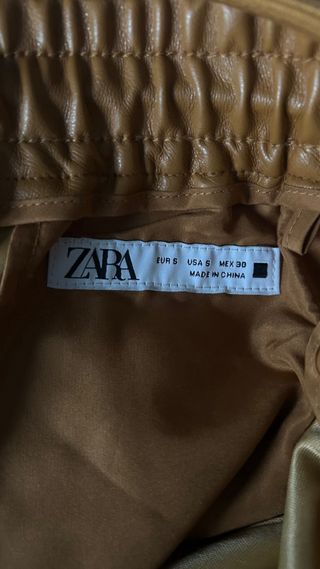 ZARA
EUR S USA S MEX 30
MADE IN CHINA